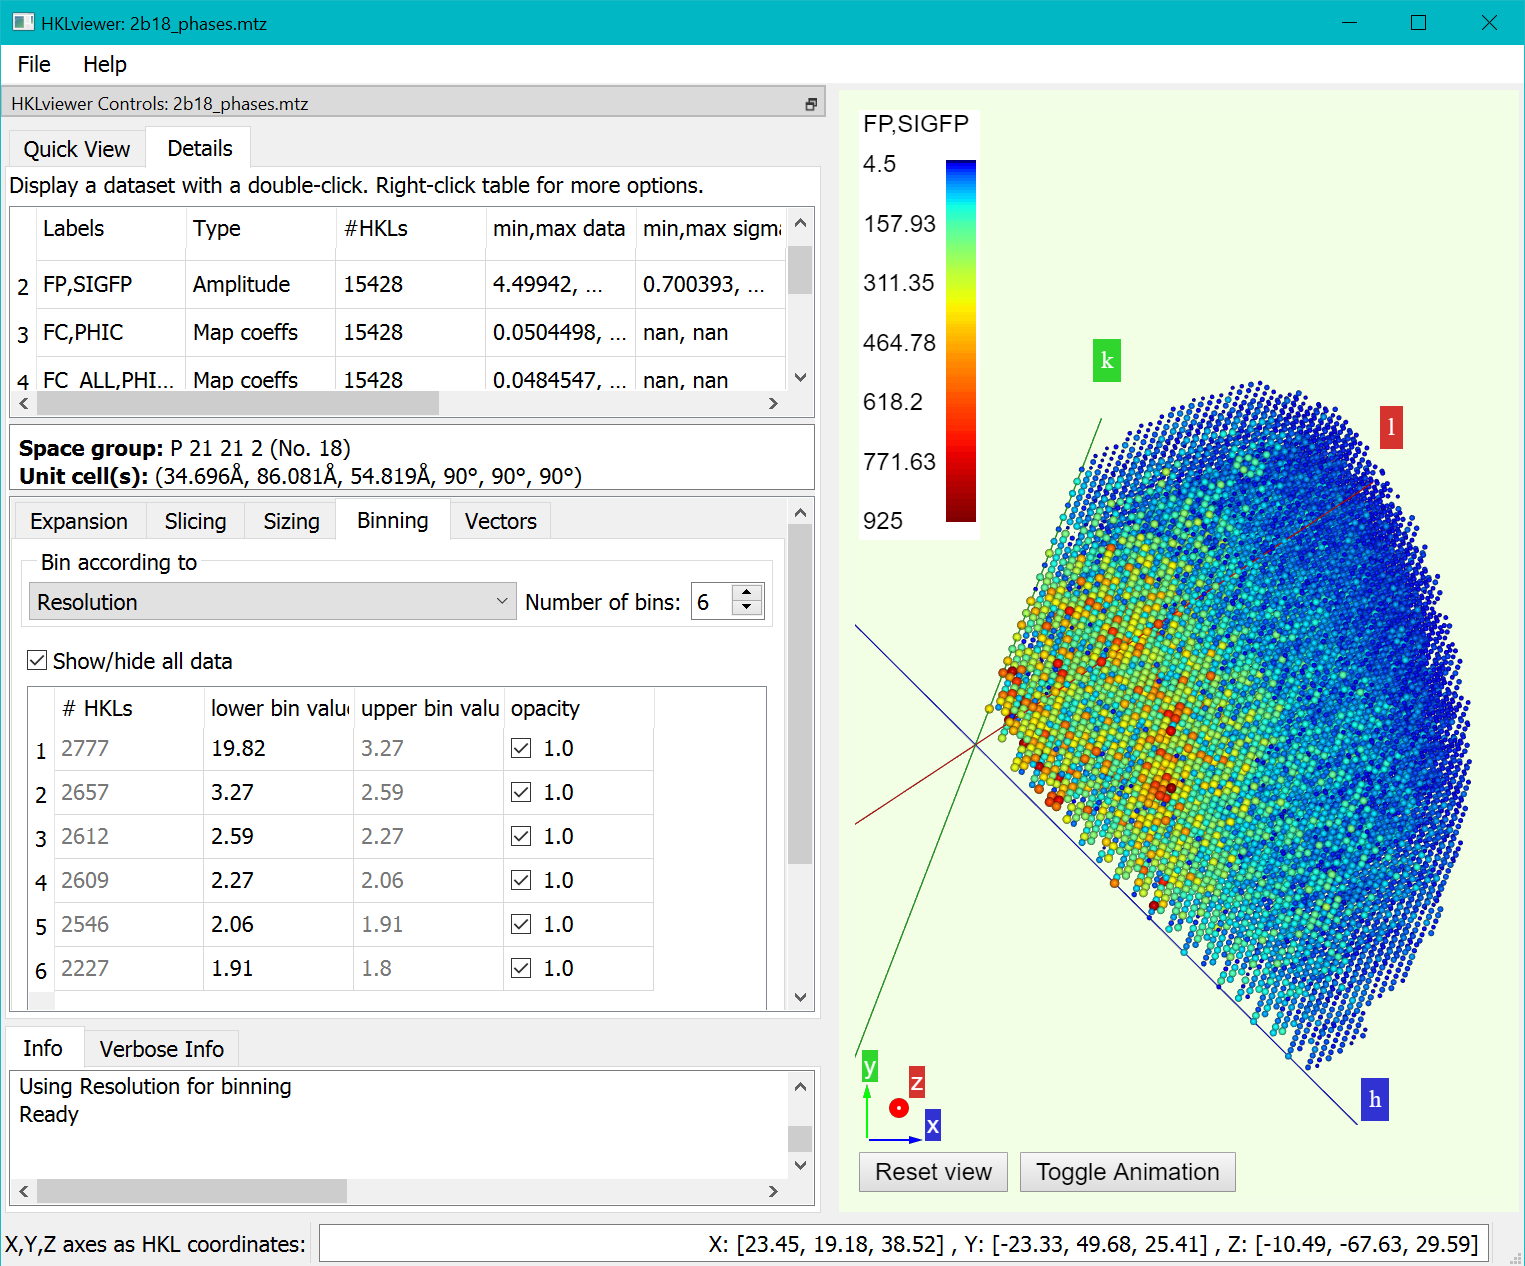 HKLviewer: 2b18_phases.mtz
File Help
HKLviewer Controls: 2b18_phases.mtz
Quick View Details
Display a dataset with a double-click. Right-click table for more options.
Labels Type #HKLs min,max data min,max sigma
2 FP,SIGFP Amplitude 15428 4.49942, ... 0.700393, ...
3 FC,PHIC Map coeffs 15428 0.0504498, ... nan, nan
4 FC_ALL,PHI... Map coeffs 15428 0.0484547, ... nan, nan
Space group: P 21 21 2 (No. 18)
Unit cell(s): (34.696Å, 86.081Å, 54.819Å, 90°, 90°, 90°)
Expansion Slicing Sizing Binning Vectors
Bin according to
Resolution Number of bins: 6
Show/hide all data
# HKLs lower bin valu upper bin valu opacity
1 2777 19.82 3.27 1.0
2 2657 3.27 2.59 1.0
3 2612 2.59 2.27 1.0
4 2609 2.27 2.06 1.0
5 2546 2.06 1.91 1.0
6 2227 1.91 1.8 1.0
Info Verbose Info
Using Resolution for binning
Ready
FP,SIGFP
4.5
157.93
311.35
464.78
618.2
771.63
925
k
l
h
y
z
x
Reset view Toggle Animation
X,Y,Z axes as HKL coordinates: X: [23.45, 19.18, 38.52] , Y: [-23.33, 49.68, 25.41] , Z: [-10.49, -67.63, 29.59]